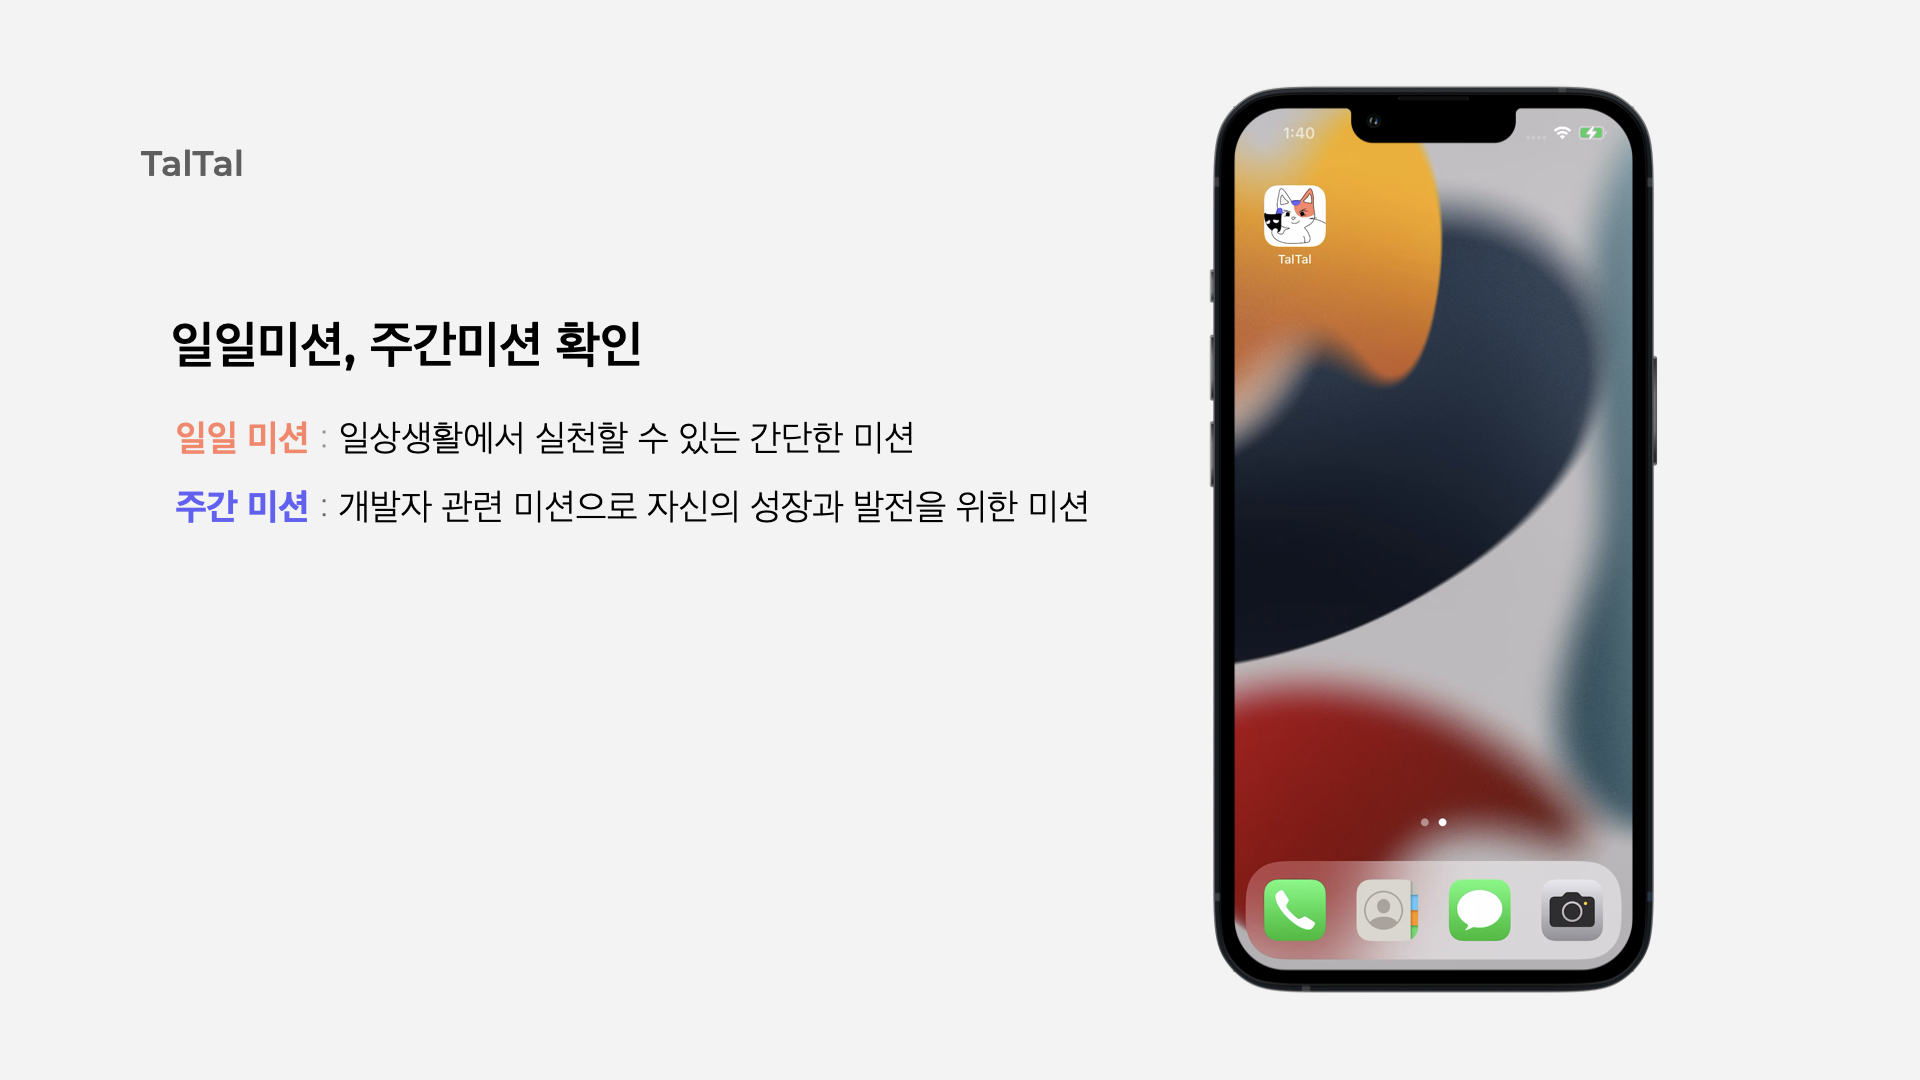 TalTal
일일미션, 주간미션 확인
일일 미션 : 일상생활에서 실천할 수 있는 간단한 미션
주간 미션 : 개발자 관련 미션으로 자신의 성장과 발전을 위한 미션
1:40
TalTal